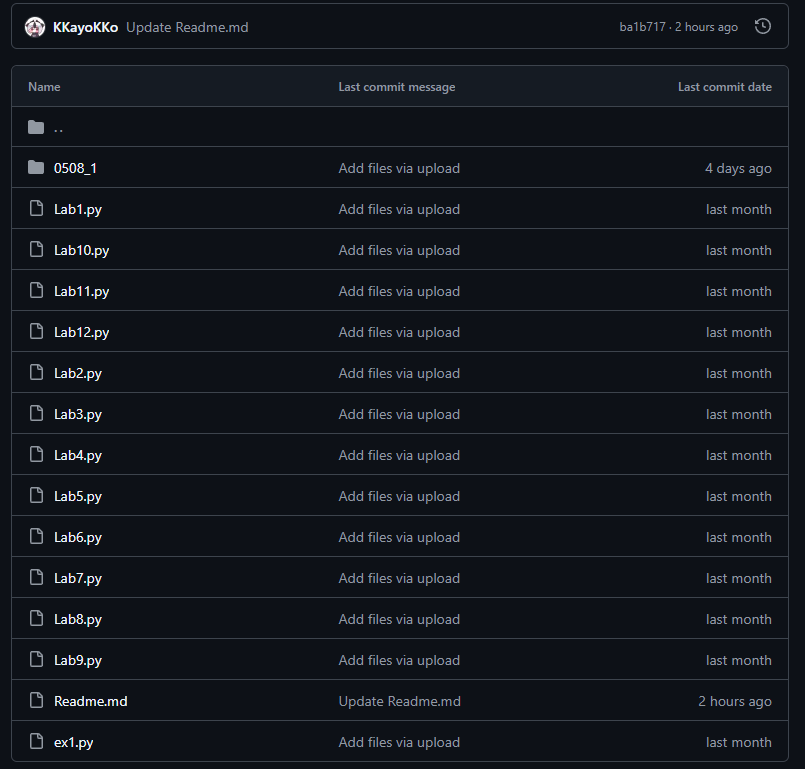 KKayoKKo Update Readme.md ba1b717 · 2 hours ago
Name Last commit message Last commit date
..
0508_1 Add files via upload 4 days ago
Lab1.py Add files via upload last month
Lab10.py Add files via upload last month
Lab11.py Add files via upload last month
Lab12.py Add files via upload last month
Lab2.py Add files via upload last month
Lab3.py Add files via upload last month
Lab4.py Add files via upload last month
Lab5.py Add files via upload last month
Lab6.py Add files via upload last month
Lab7.py Add files via upload last month
Lab8.py Add files via upload last month
Lab9.py Add files via upload last month
Readme.md Update Readme.md 2 hours ago
ex1.py Add files via upload last month